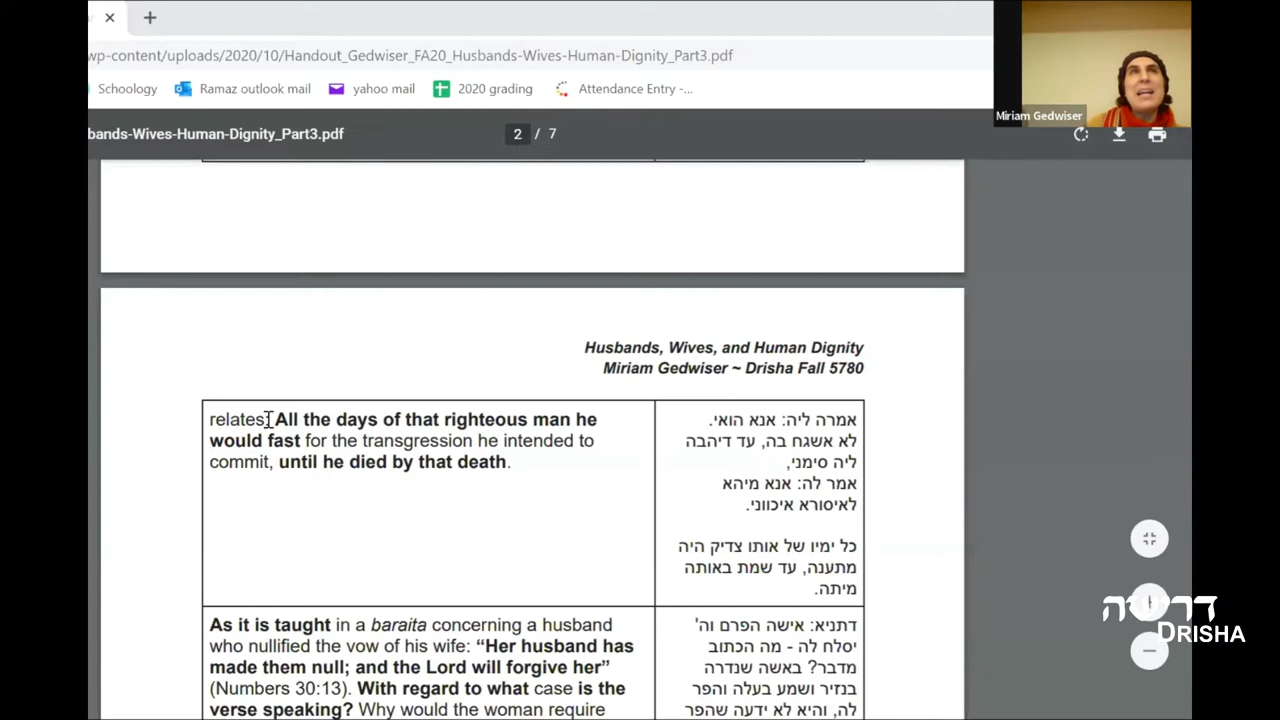 wp-content/uploads/2020/10/Handout_Gedwiser_FA20_Husbands-Wives-Human-Dignity_Part3.pdf
Schoology Ramaz outlook mail yahoo mail 2020 grading Attendance Entry -...
Miriam Gedwiser
bands-Wives-Human-Dignity_Part3.pdf 2 / 7
Husbands, Wives, and Human Dignity
Miriam Gedwiser ~ Drisha Fall 5780
relates: All the days of that righteous man he
would fast for the transgression he intended to
commit, until he died by that death.
אמרה ליה: אנא הואי.
לא אשגח בה, עד דיהבה
ליה סימני,
אמר לה: אנא מיהא
לאיסורא איכווני.
כל ימיו של אותו צדיק היה
מתענה, עד שמת באותה
מיתה.
As it is taught in a baraita concerning a husband
who nullified the vow of his wife: “Her husband has
made them null; and the Lord will forgive her”
(Numbers 30:13). With regard to what case is the
verse speaking? Why would the woman require
דתניא: אישה הפרם וה'
יסלח לה - מה הכתוב
מדבר? באשה שנדרה
בנזיר ושמע בעלה והפר
לה, והיא לא ידעה שהפר
דרישה
DRISHA